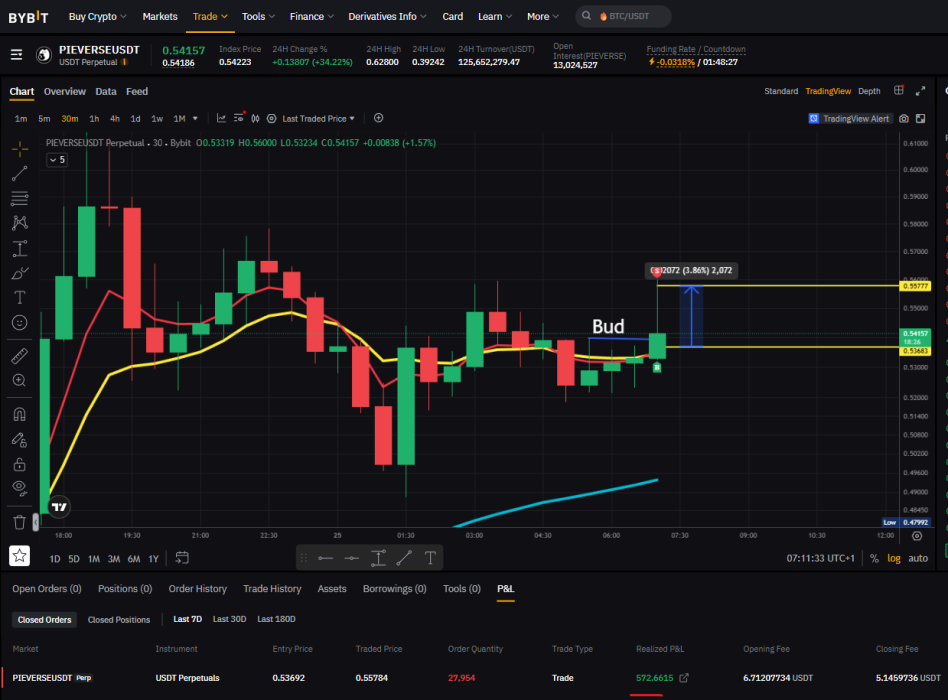 BYBIT Buy Crypto Markets Trade Tools Finance Derivatives Info Card Learn More BTC/USDT
PIEVERSEUSDT
USDT Perpetual
0.54157
0.54186
Index Price
0.54223
24H Change %
+0.13807 (+34.22%)
24H High
0.62800
24H Low
0.39242
24H Turnover(USDT)
125,652,279.47
Open
Interest(PIEVERSE)
13,024,527
Funding Rate / Countdown
-0.0318% / 01:48:27
Chart Overview Data Feed
Standard TradingView Depth
1m 5m 30m 1h 4h 1d 1w 1M Last Traded Price
TradingView Alert
PIEVERSEUSDT Perpetual · 30 · Bybit O0.53319 H0.56000 L0.53234 C0.54157 +0.00838 (+1.57%)
5
0.61000
0.60000
0.59000
0.58000
0.57000
2072 (3.86%) 2,072
0.56000
0.55777
0.55000
Bud
0.54157
18:26
0.53683
0.53000
0.52000
0.51400
0.50800
0.50200
0.49600
0.49000
0.48450
Low 0.47992
18:00 19:30 21:00 22:30 25 01:30 03:00 04:30 06:00 07:30 09:00 10:30 12:00
1D 5D 1M 3M 6M 1Y
07:11:33 UTC+1 % log auto
Open Orders (0) Positions (0) Order History Trade History Assets Borrowings (0) Tools (0) P&L
Closed Orders Closed Positions Last 7D Last 30D Last 180D
Market Instrument Entry Price Traded Price Order Quantity Trade Type Realized P&L Opening Fee Closing Fee
PIEVERSEUSDT Perp USDT Perpetuals 0.53692 0.55784 27,954 Trade 572.6615 6.71207734 USDT 5.1459736 USDT